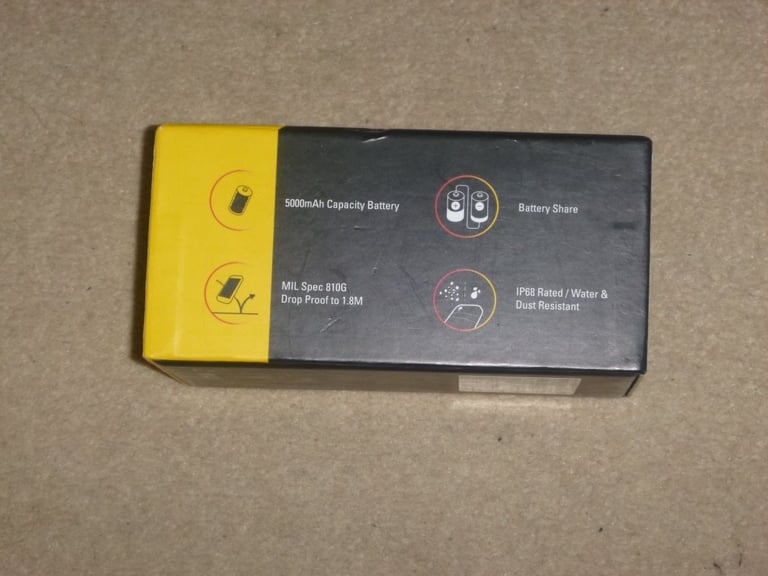 5000mAh Capacity Battery
Battery Share
MIL Spec 810G
Drop Proof to 1.8M
IP68 Rated / Water &
Dust Resistant